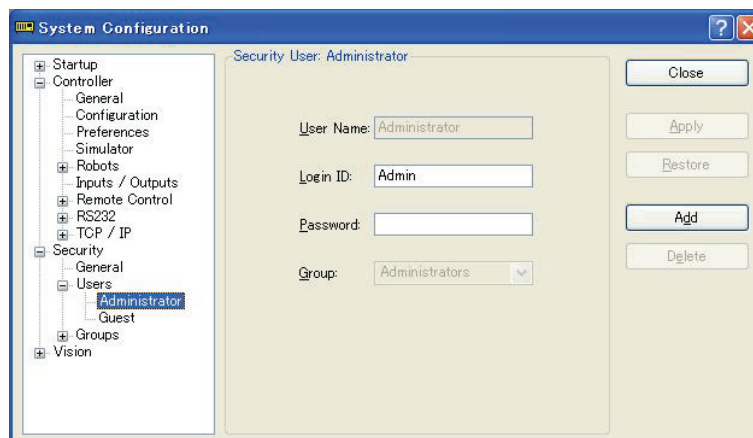 System Configuration
Startup
Controller
General
Configuration
Preferences
Simulator
Robots
Inputs / Outputs
Remote Control
RS232
TCP / IP
Security
General
Users
Administrator
Guest
Groups
Vision
Security User: Administrator
User Name: Administrator
Login ID: Admin
Password:
Group: Administrators
Close
Apply
Restore
Add
Delete